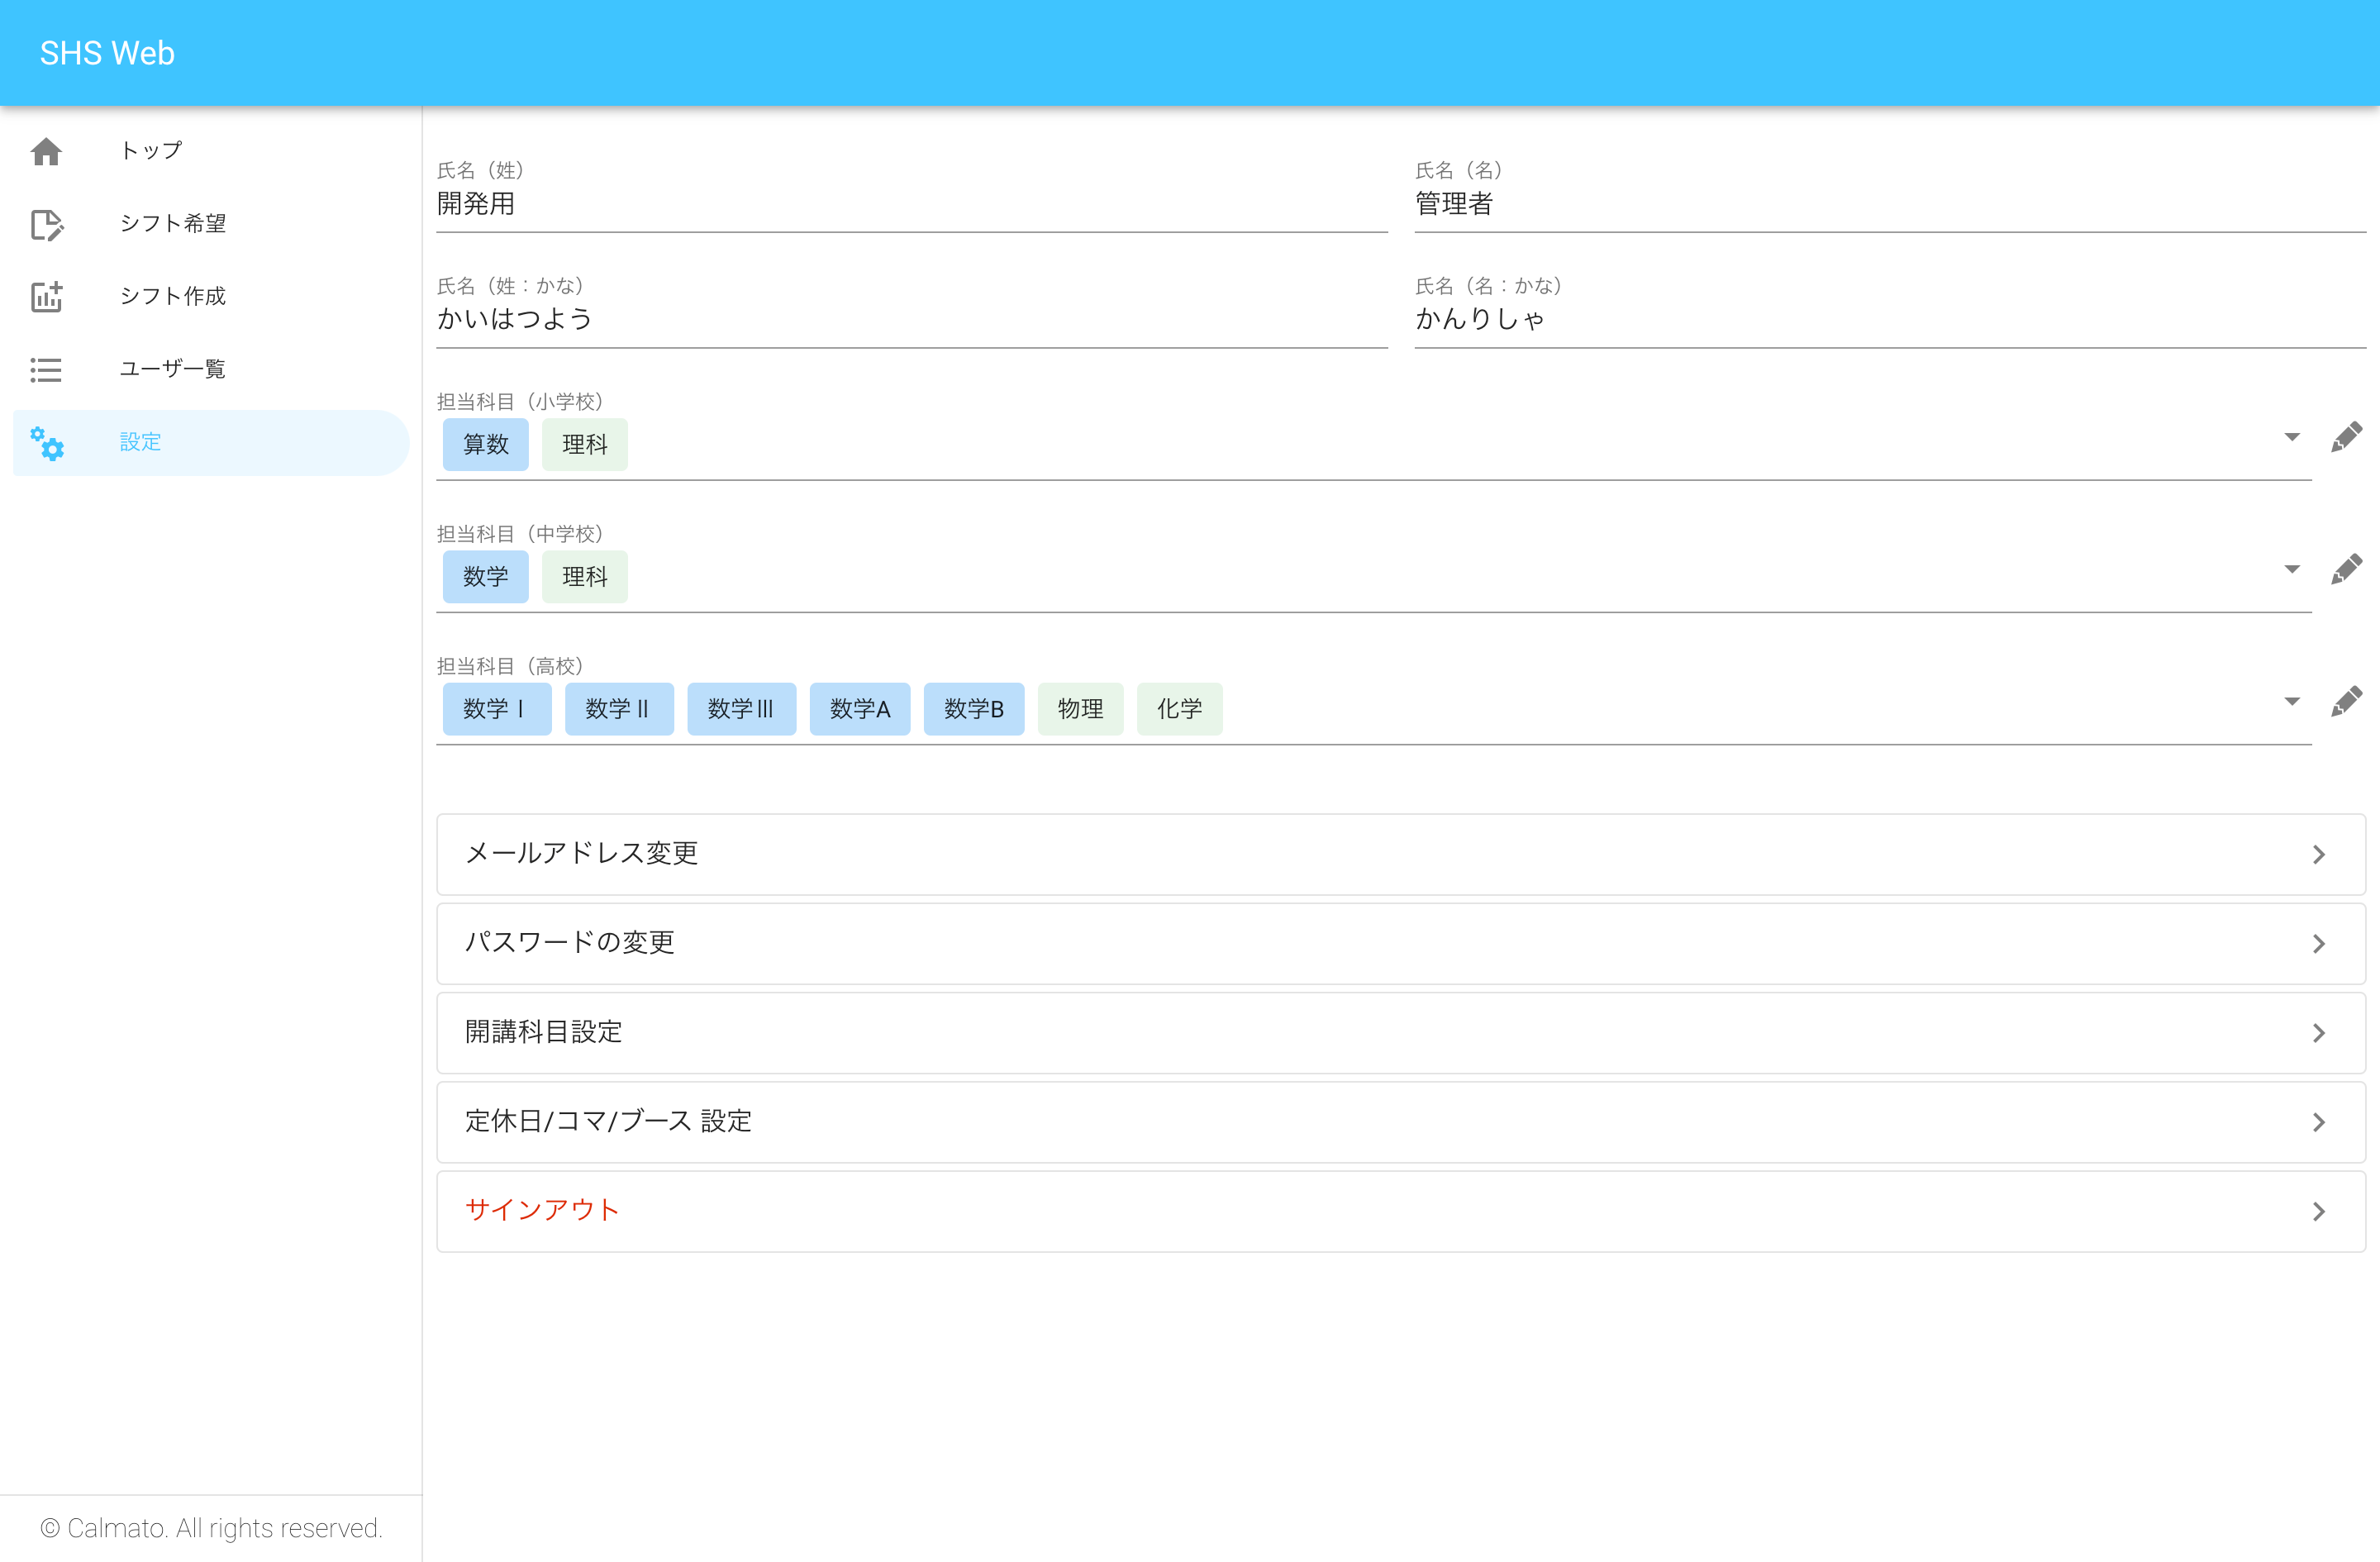 SHS Web
トップ
シフト希望
シフト作成
ユーザ一覧
設定
氏名（姓） 氏名（名）
開発用 管理者
氏名（姓：かな） 氏名（名：かな）
かいはつよう かんりしゃ
担当科目（小学校）
算数 理科
担当科目（中学校）
数学 理科
担当科目（高校）
数学Ⅰ 数学Ⅱ 数学Ⅲ 数学A 数学B 物理 化学
メールアドレス変更
パスワードの変更
開講科目設定
定休日/コマ/ブース 設定
サインアウト
© Calmato. All rights reserved.